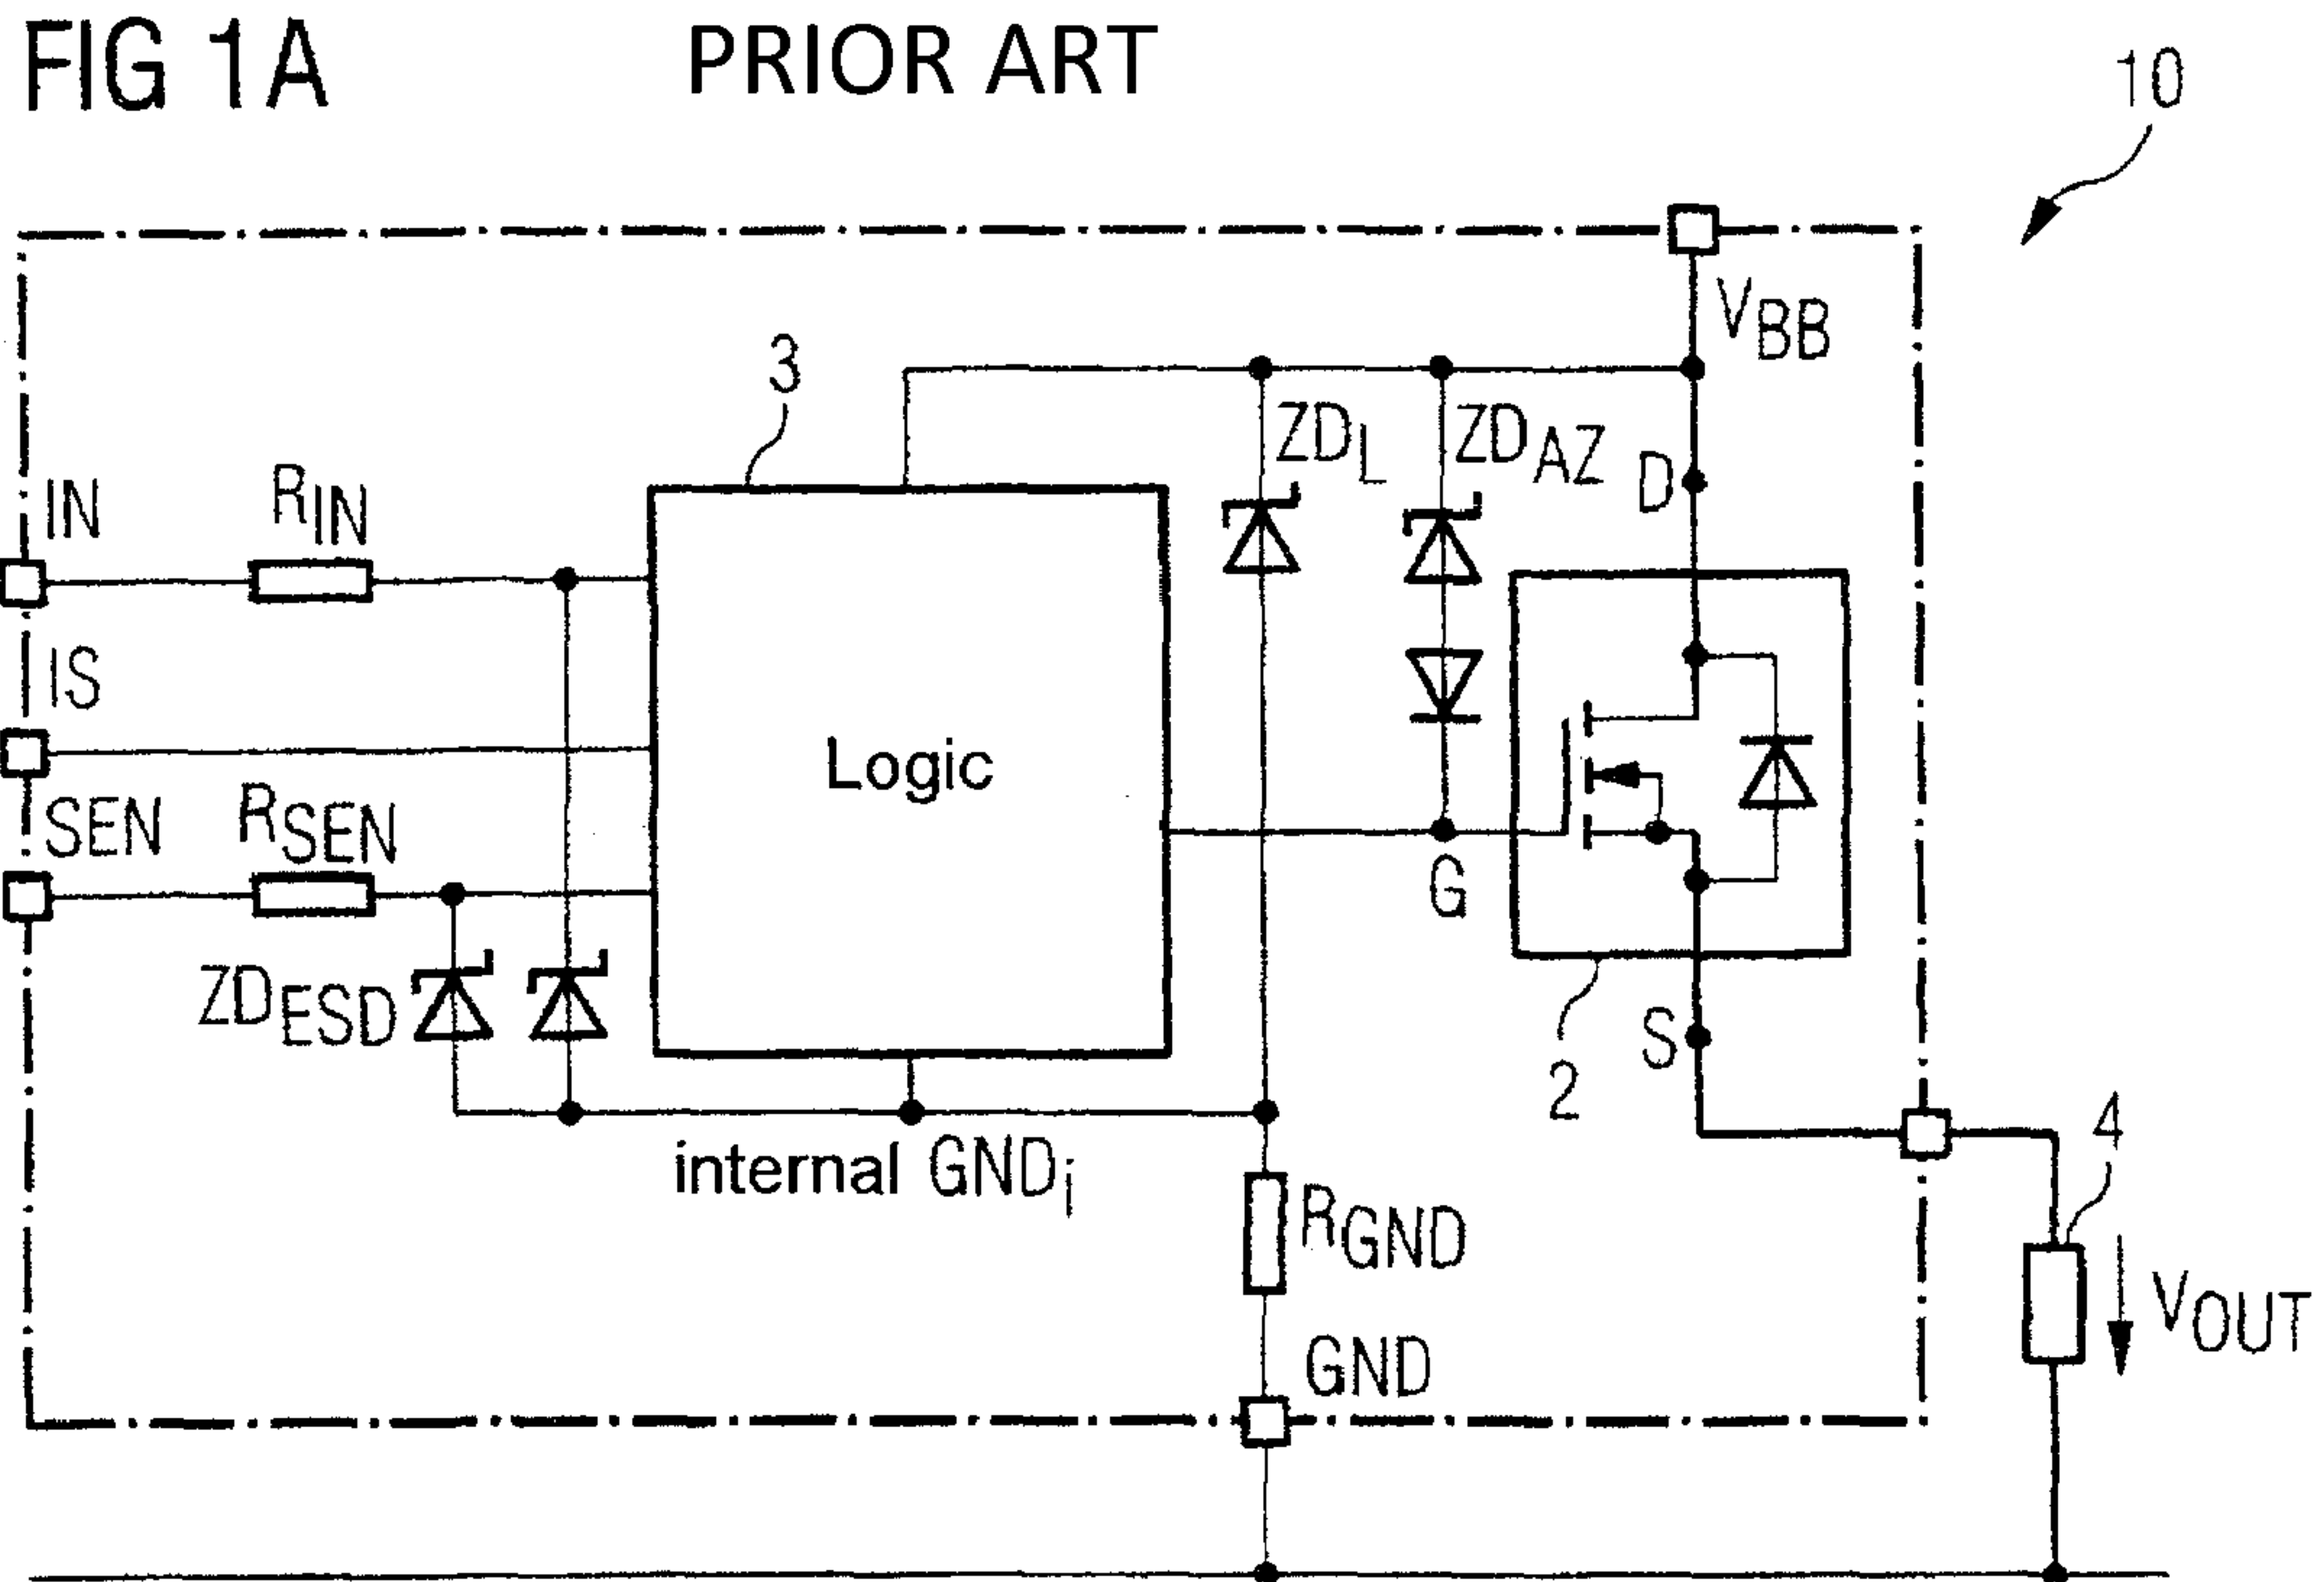 FIG 1A PRIOR ART
10
VBB
3
ZDL
ZDAZ
D
IN
RIN
IS
Logic
SEN
RSEN
G
ZDESD
S
2
4
internal GNDi
RGND
VOUT
GND